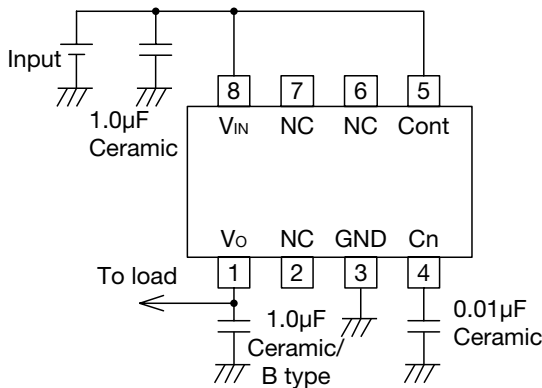 Input
1.0µF
Ceramic
8 7 6 5
VIN NC NC Cont
VO NC GND Cn
1 2 3 4
To load
1.0µF
Ceramic/
B type
0.01µF
Ceramic